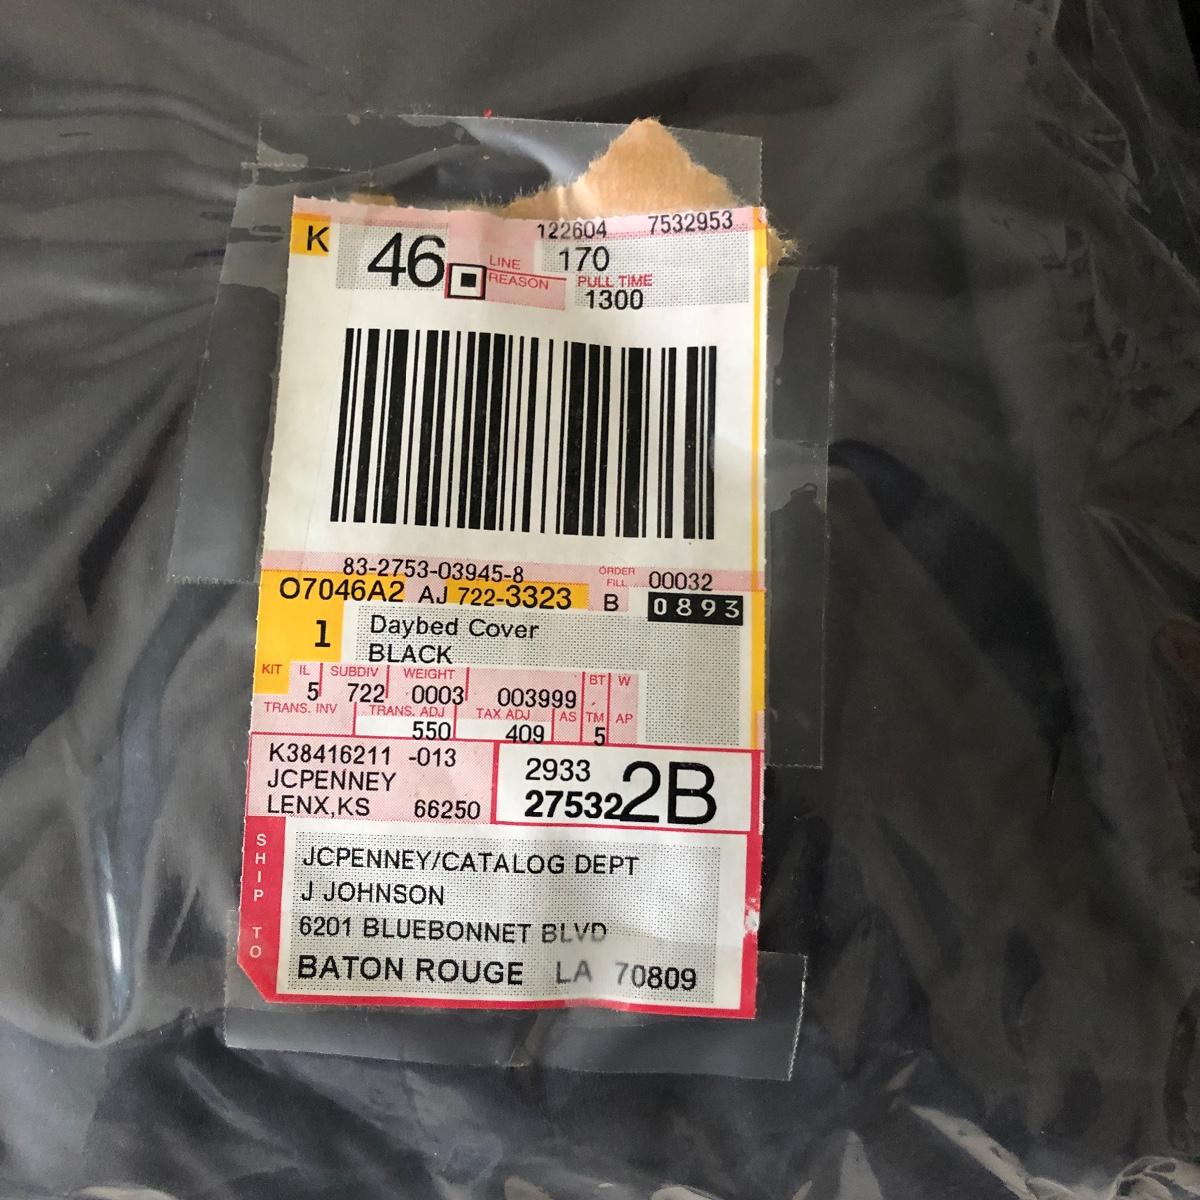 K 46 122604 7532953
LINE 170
REASON PULL TIME
1300
83-2753-03945-8 ORDER FILL 00032
O7046A2 AJ 722-3323 B 0893
1 Daybed Cover
BLACK
KIT IL SUBDIV WEIGHT BT W
5 722 0003 003999
TRANS. INV TRANS. ADJ TAX ADJ AS TM AP
550 409 5
K38416211 -013 2933
JCPENNEY 27532 2B
LENX,KS 66250
SHIP TO
JCPENNEY/CATALOG DEPT
J JOHNSON
6201 BLUEBONNET BLVD
BATON ROUGE LA 70809